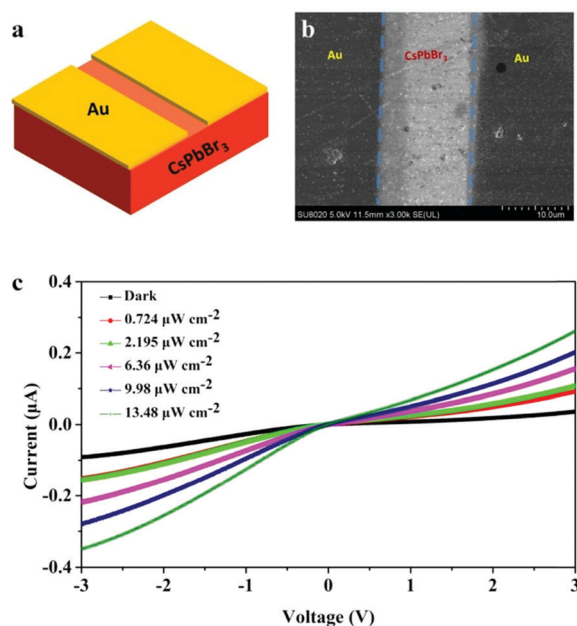 a
Au
CsPbBr3
b
Au
CsPbBr3
Au
SU8020 5.0kV 11.5mm x3.00k SE(UL)
10.0um
c
0.4
0.2
0.0
-0.2
-0.4
Current (μA)
Dark
0.724 μW cm-2
2.195 μW cm-2
6.36 μW cm-2
9.98 μW cm-2
13.48 μW cm-2
-3 -2 -1 0 1 2 3
Voltage (V)